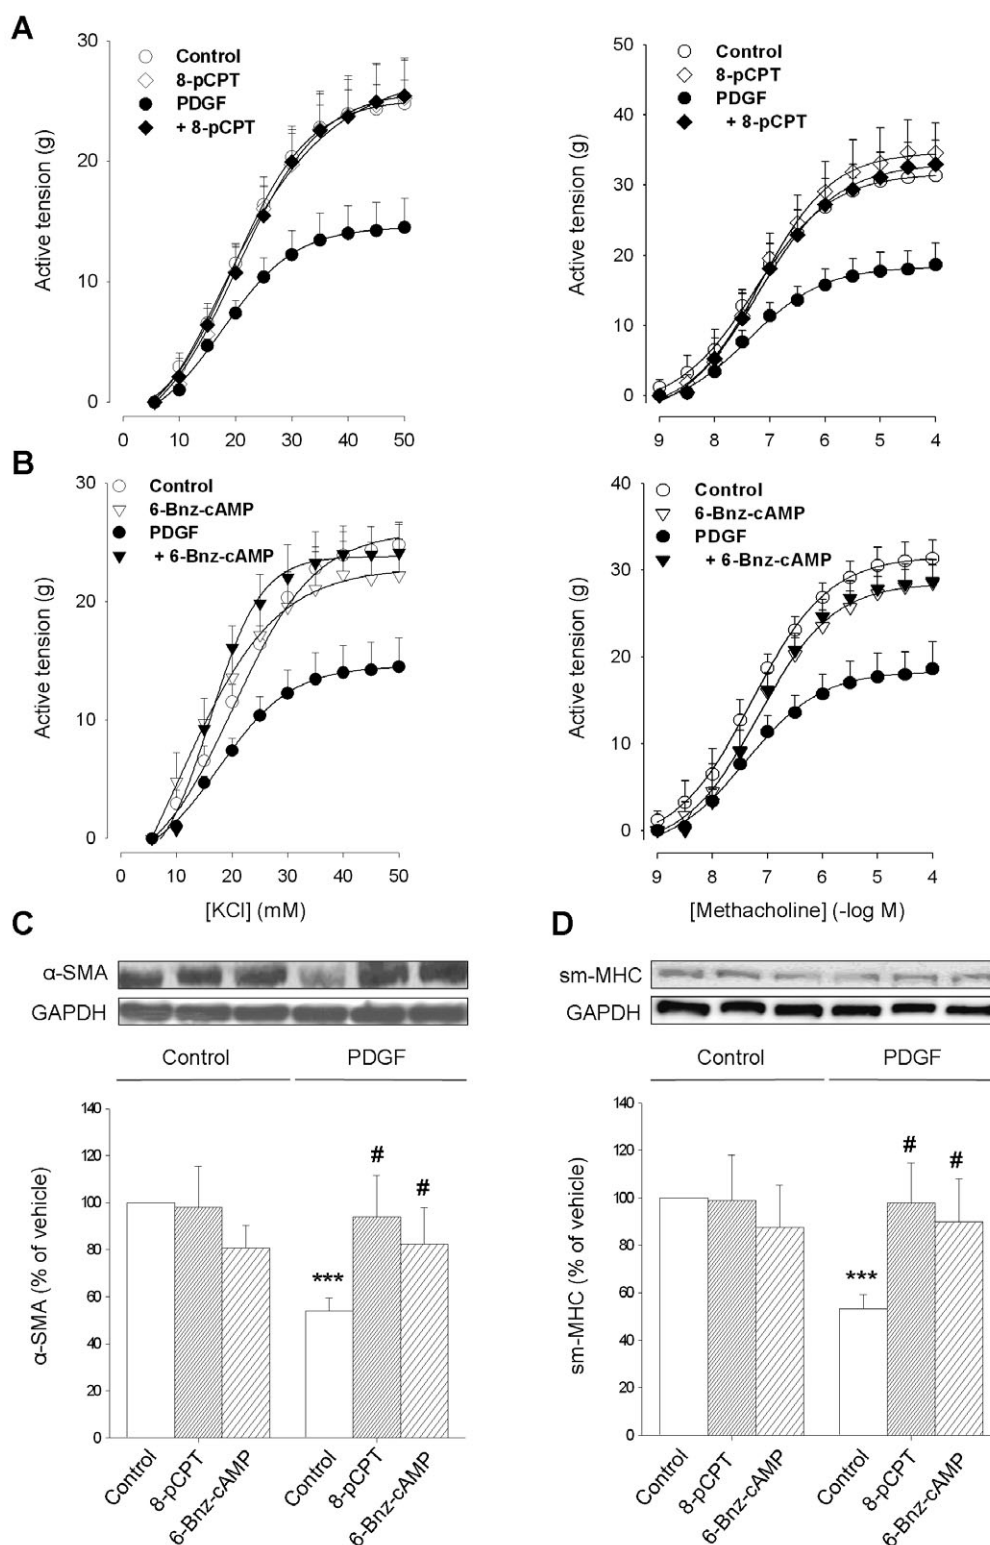 A
30
20
10
0
Active tension (g)
Control
8-pCPT
PDGF
+ 8-pCPT
0 10 20 30 40 50
50
40
30
20
10
0
Active tension (g)
Control
8-pCPT
PDGF
+ 8-pCPT
9 8 7 6 5 4
B
30
20
10
0
Active tension (g)
Control
6-Bnz-cAMP
PDGF
+ 6-Bnz-cAMP
0 10 20 30 40 50
[KCl] (mM)
40
30
20
10
0
Active tension (g)
Control
6-Bnz-cAMP
PDGF
+ 6-Bnz-cAMP
9 8 7 6 5 4
[Methacholine] (-log M)
C
α-SMA
GAPDH
Control PDGF
140
120
100
80
60
40
20
0
α-SMA (% of vehicle)
***
#
#
Control
8-pCPT
6-Bnz-cAMP
Control
8-pCPT
6-Bnz-cAMP
D
sm-MHC
GAPDH
Control PDGF
140
120
100
80
60
40
20
0
sm-MHC (% of vehicle)
***
#
#
Control
8-pCPT
6-Bnz-cAMP
Control
8-pCPT
6-Bnz-cAMP